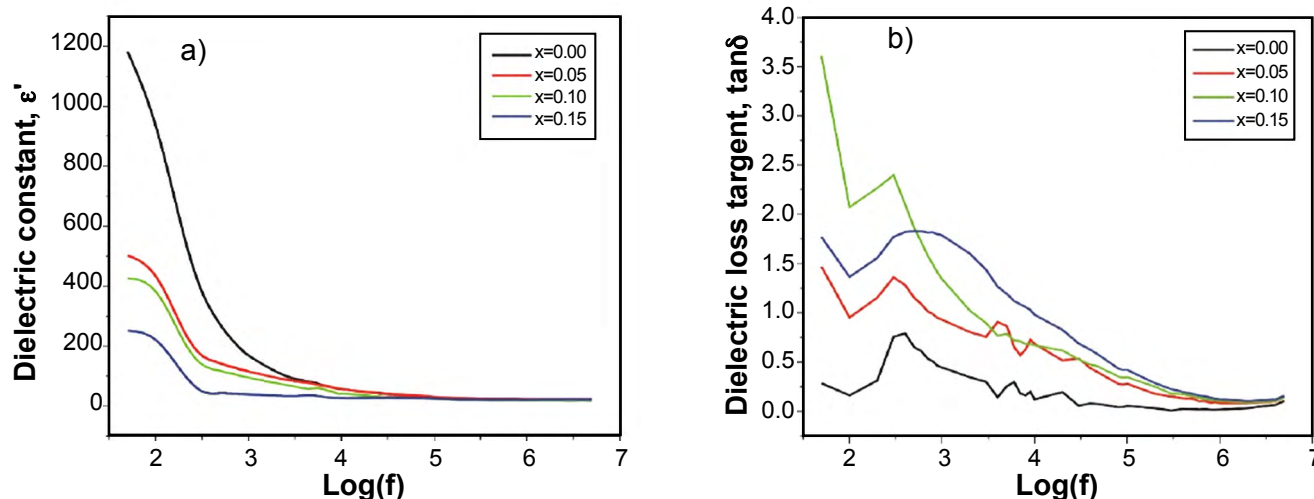 a)
Dielectric constant, ε'
1200
1000
800
600
400
200
0
2 3 4 5 6 7
Log(f)
x=0.00
x=0.05
x=0.10
x=0.15
b)
Dielectric loss targent, tanδ
4.0
3.5
3.0
2.5
2.0
1.5
1.0
0.5
0.0
2 3 4 5 6 7
Log(f)
x=0.00
x=0.05
x=0.10
x=0.15